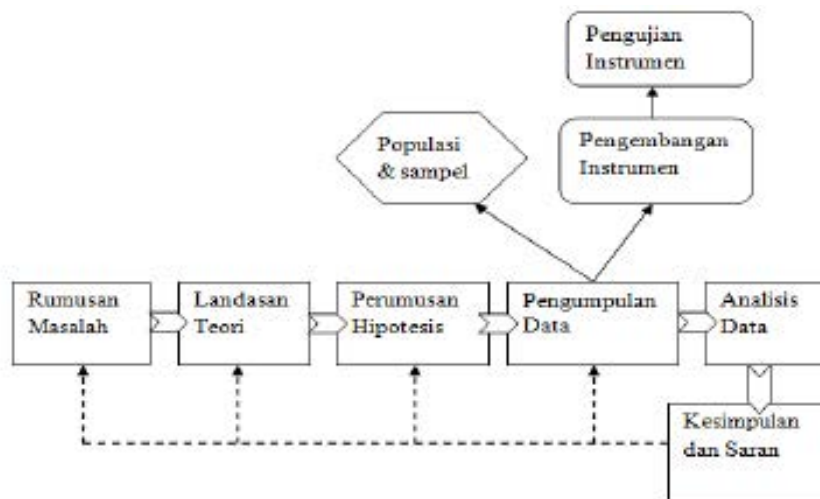 Pengujian
Instrumen
Populasi
& sampel
Pengembangan
Instrumen
Rumusan
Masalah
Landasan
Teori
Perumusan
Hipotesis
Pengumpulan
Data
Analisis
Data
Kesimpulan
dan Saran